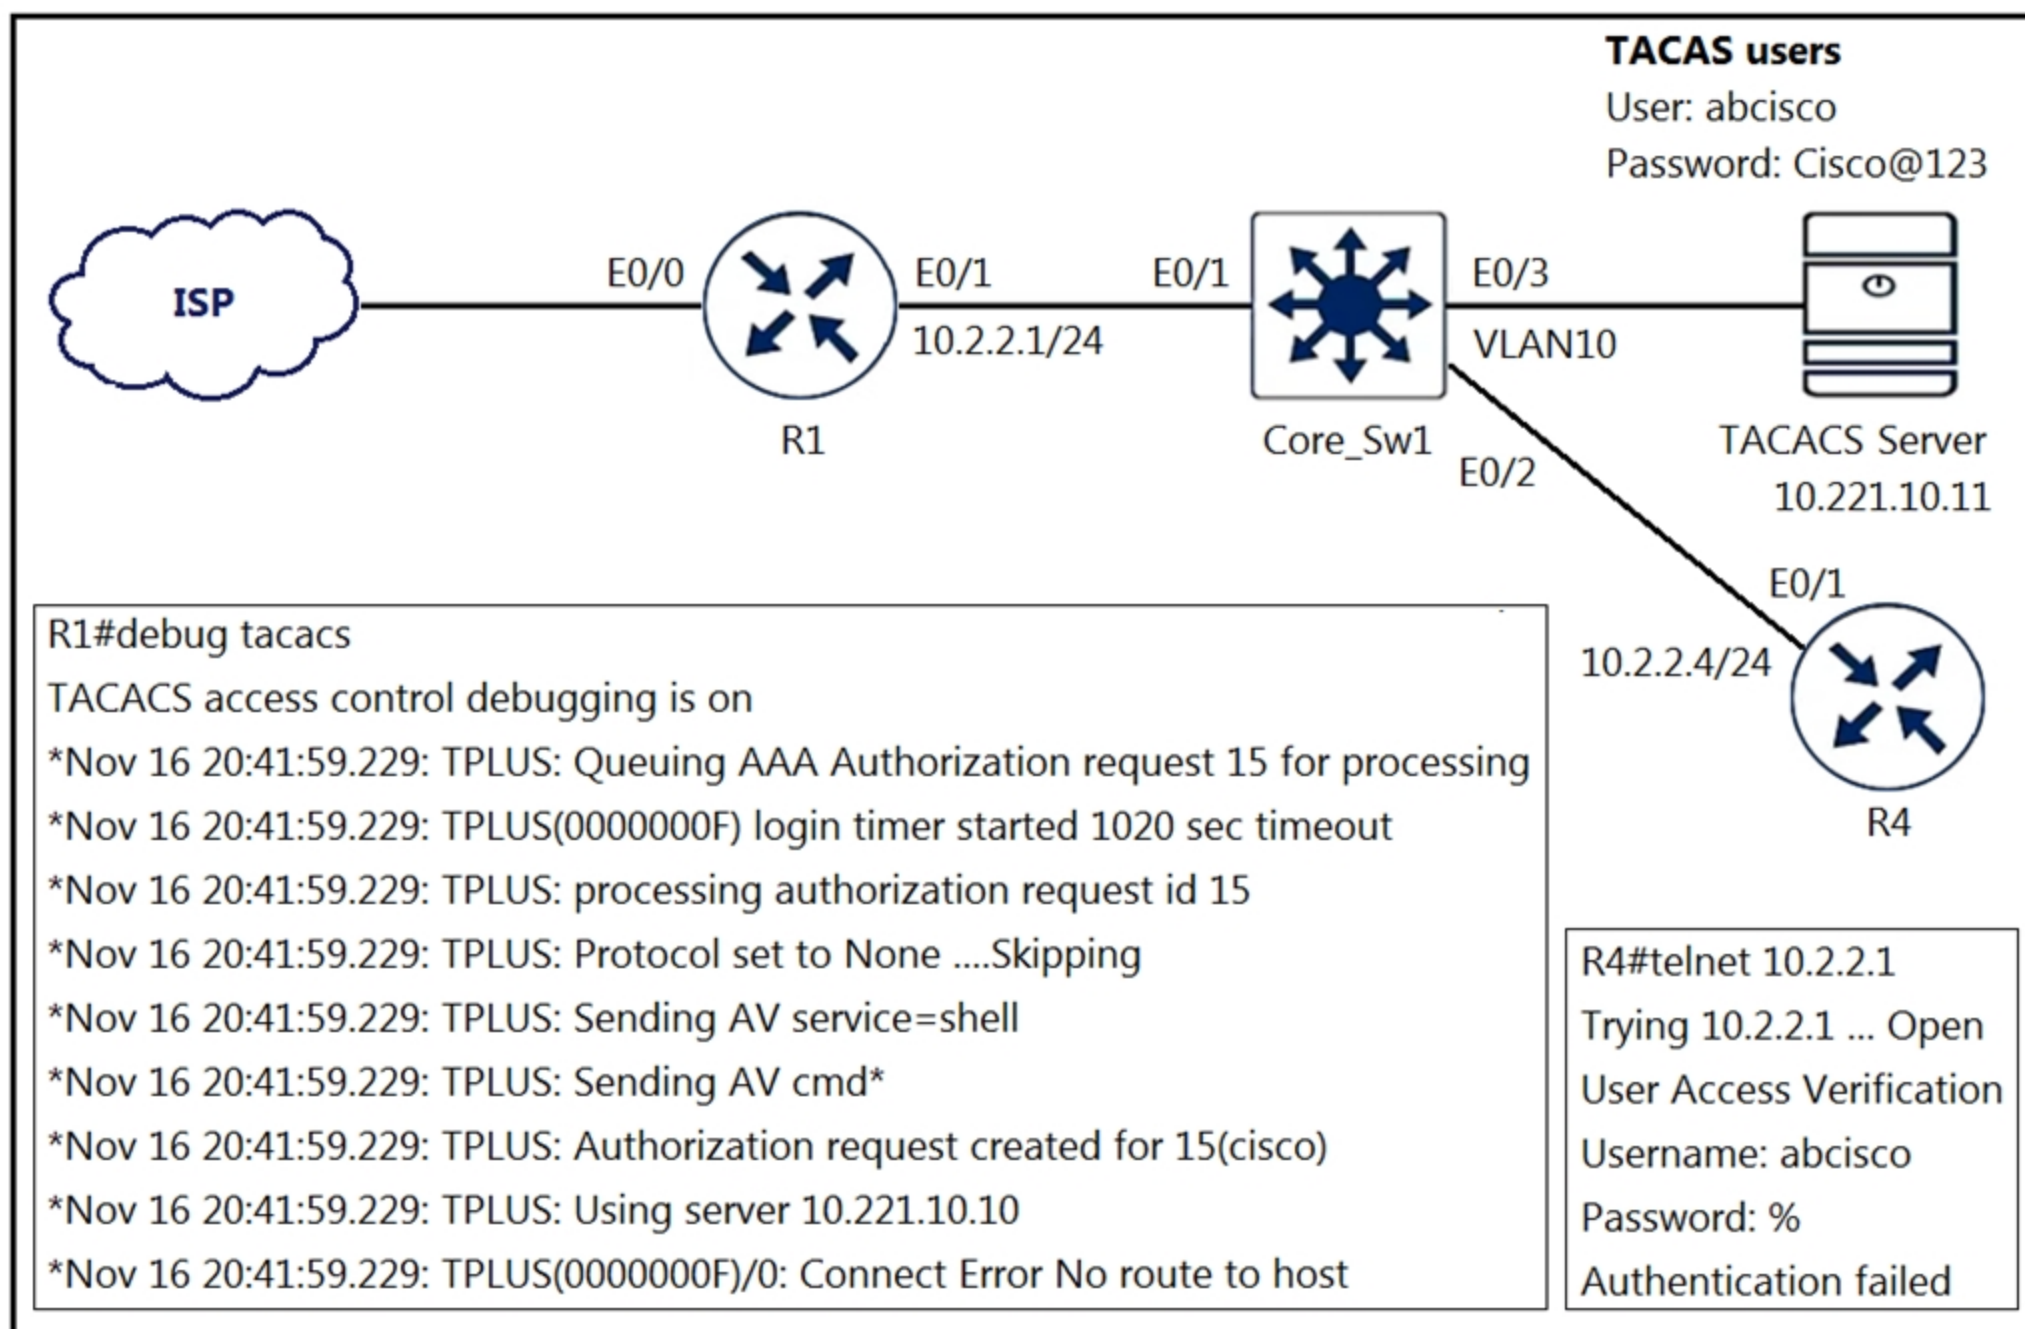 TACAS users
User: abcisco
Password: Cisco@123
ISP
E0/0
E0/1
10.2.2.1/24
R1
E0/1
Core_Sw1
E0/3
VLAN10
E0/2
TACACS Server
10.221.10.11
E0/1
10.2.2.4/24
R4
R1#debug tacacs
TACACS access control debugging is on
*Nov 16 20:41:59.229: TPLUS: Queuing AAA Authorization request 15 for processing
*Nov 16 20:41:59.229: TPLUS(0000000F) login timer started 1020 sec timeout
*Nov 16 20:41:59.229: TPLUS: processing authorization request id 15
*Nov 16 20:41:59.229: TPLUS: Protocol set to None ....Skipping
*Nov 16 20:41:59.229: TPLUS: Sending AV service=shell
*Nov 16 20:41:59.229: TPLUS: Sending AV cmd*
*Nov 16 20:41:59.229: TPLUS: Authorization request created for 15(cisco)
*Nov 16 20:41:59.229: TPLUS: Using server 10.221.10.10
*Nov 16 20:41:59.229: TPLUS(0000000F)/0: Connect Error No route to host
R4#telnet 10.2.2.1
Trying 10.2.2.1 ... Open
User Access Verification
Username: abcisco
Password: %
Authentication failed